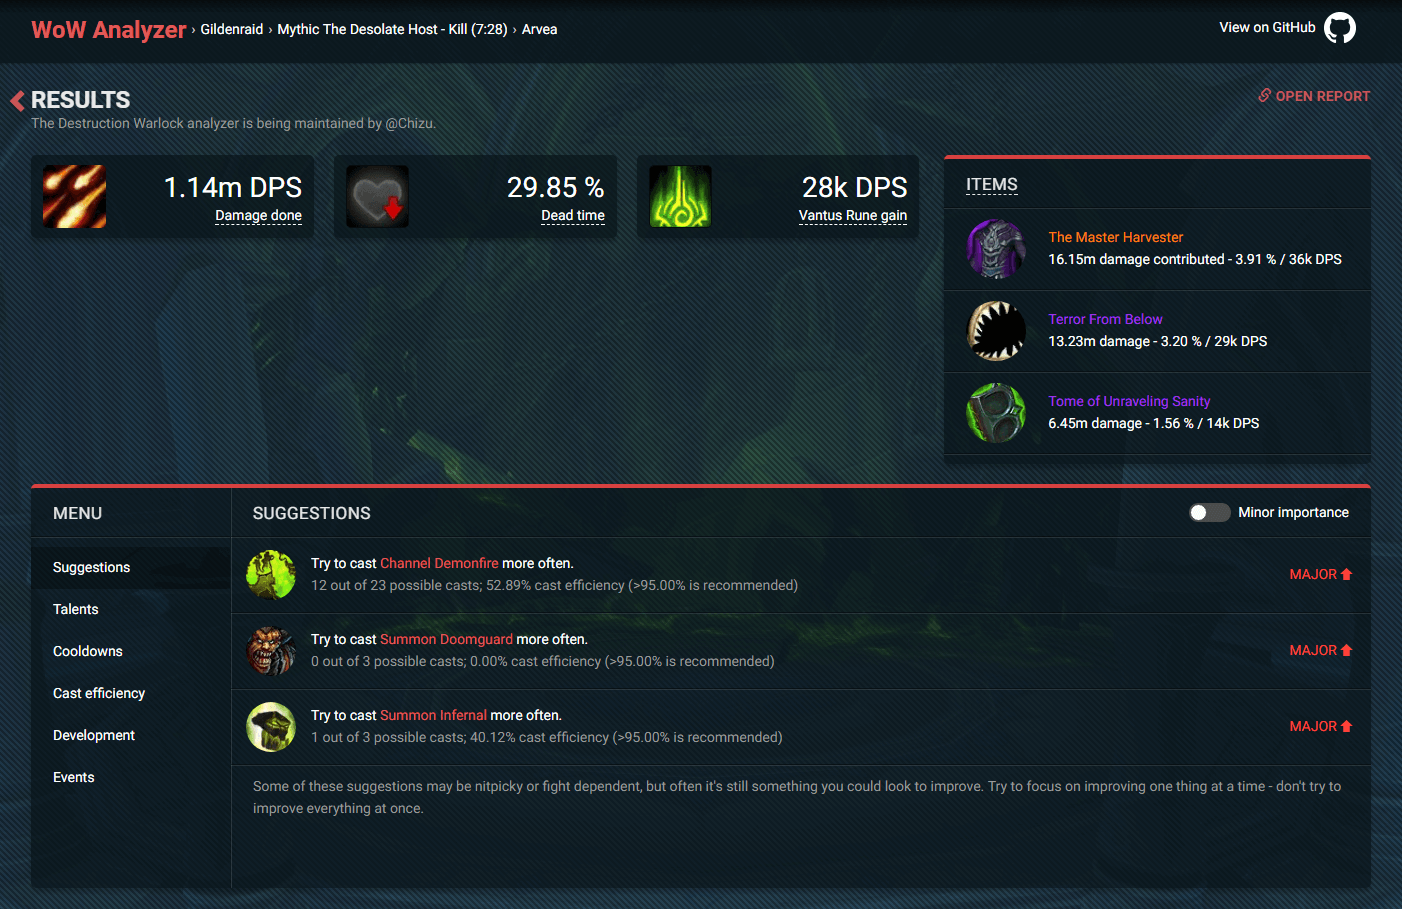 WoW Analyzer › Gildenraid › Mythic The Desolate Host - Kill (7:28) › Arvea
View on GitHub
RESULTS
The Destruction Warlock analyzer is being maintained by @Chizu.
OPEN REPORT
1.14m DPS
Damage done
29.85 %
Dead time
28k DPS
Vantus Rune gain
ITEMS
The Master Harvester
16.15m damage contributed - 3.91 % / 36k DPS
Terror From Below
13.23m damage - 3.20 % / 29k DPS
Tome of Unraveling Sanity
6.45m damage - 1.56 % / 14k DPS
MENU
Suggestions
Talents
Cooldowns
Cast efficiency
Development
Events
SUGGESTIONS
Minor importance
Try to cast Channel Demonfire more often.
12 out of 23 possible casts; 52.89% cast efficiency (>95.00% is recommended)
MAJOR
Try to cast Summon Doomguard more often.
0 out of 3 possible casts; 0.00% cast efficiency (>95.00% is recommended)
MAJOR
Try to cast Summon Infernal more often.
1 out of 3 possible casts; 40.12% cast efficiency (>95.00% is recommended)
MAJOR
Some of these suggestions may be nitpicky or fight dependent, but often it's still something you could look to improve. Try to focus on improving one thing at a time - don't try to
improve everything at once.